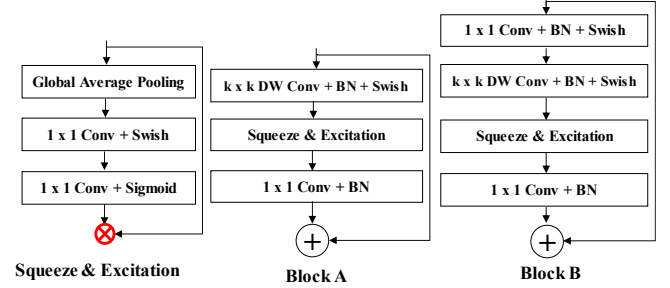 Global Average Pooling
1 x 1 Conv + Swish
1 x 1 Conv + Sigmoid
Squeeze & Excitation
k x k DW Conv + BN + Swish
Squeeze & Excitation
1 x 1 Conv + BN
Block A
1 x 1 Conv + BN + Swish
k x k DW Conv + BN + Swish
Squeeze & Excitation
1 x 1 Conv + BN
Block B